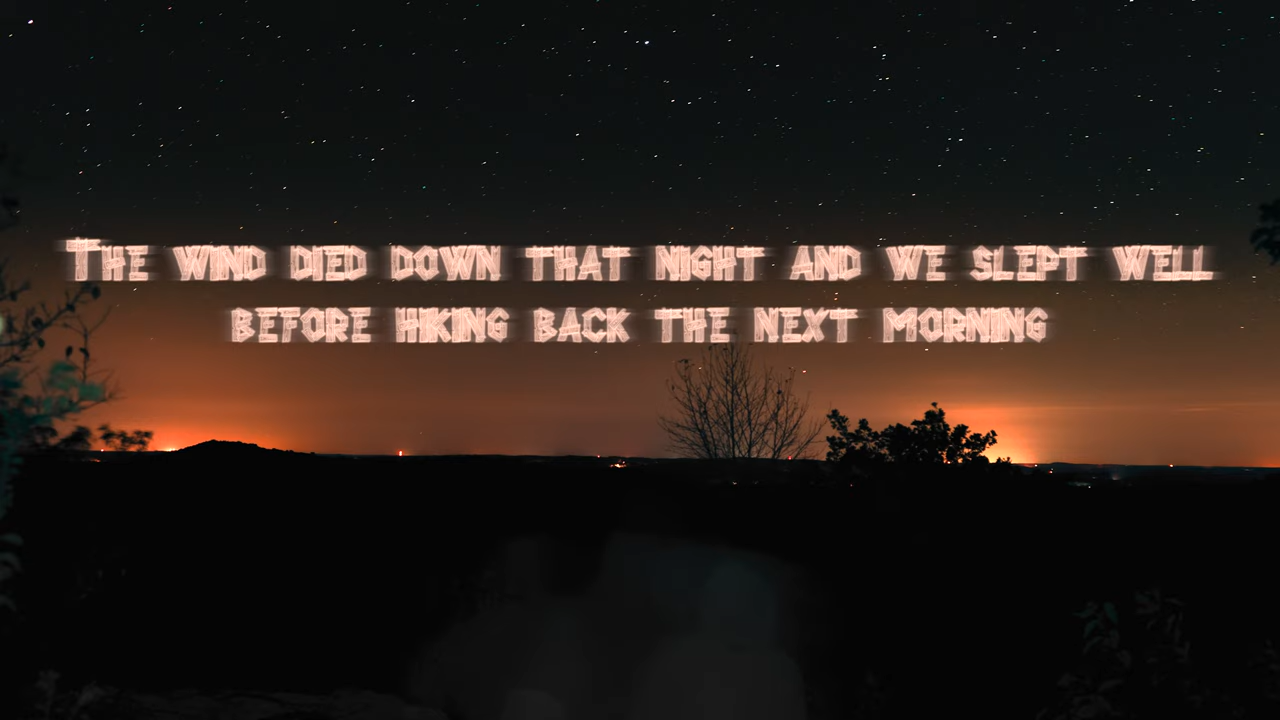 The wind died down that night and we slept well
before hiking back the next morning